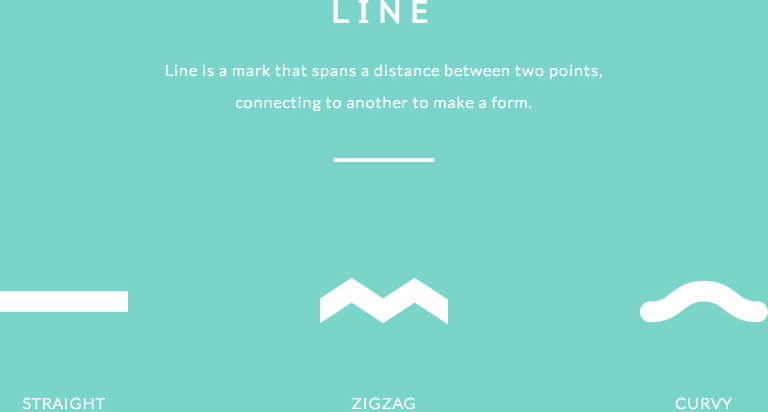 LINE
Line is a mark that spans a distance between two points,
connecting to another to make a form.
STRAIGHT
ZIGZAG
CURVY